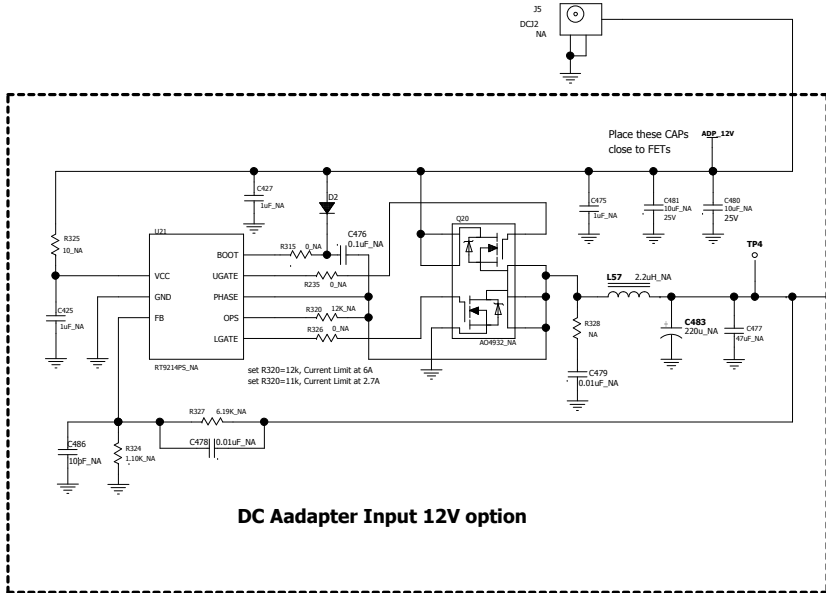 J5
DCJ2
NA
Place these CAPs
close to FETs
ADP_12V
C427
1uF_NA
D2
C475
1uF_NA
C481
10uF_NA
25V
C480
10uF_NA
25V
R325
10_NA
U21
C476
0.1uF_NA
Q20
TP4
BOOT
R315
0_NA
L57
2.2uH_NA
VCC
UGATE
R235
0_NA
GND
PHASE
C425
1uF_NA
FB
OPS
R320
12K_NA
R326
0_NA
LGATE
R328
NA
C483
220u_NA
C477
47uF_NA
AO4932_NA
RT9214PS_NA
set R320=12k, Current Limit at 6A
set R320=11k, Current Limit at 2.7A
C479
0.01uF_NA
R327
6.19K_NA
C486
10pF_NA
R324
1.10K_NA
C478
0.01uF_NA
DC Aadapter Input 12V option